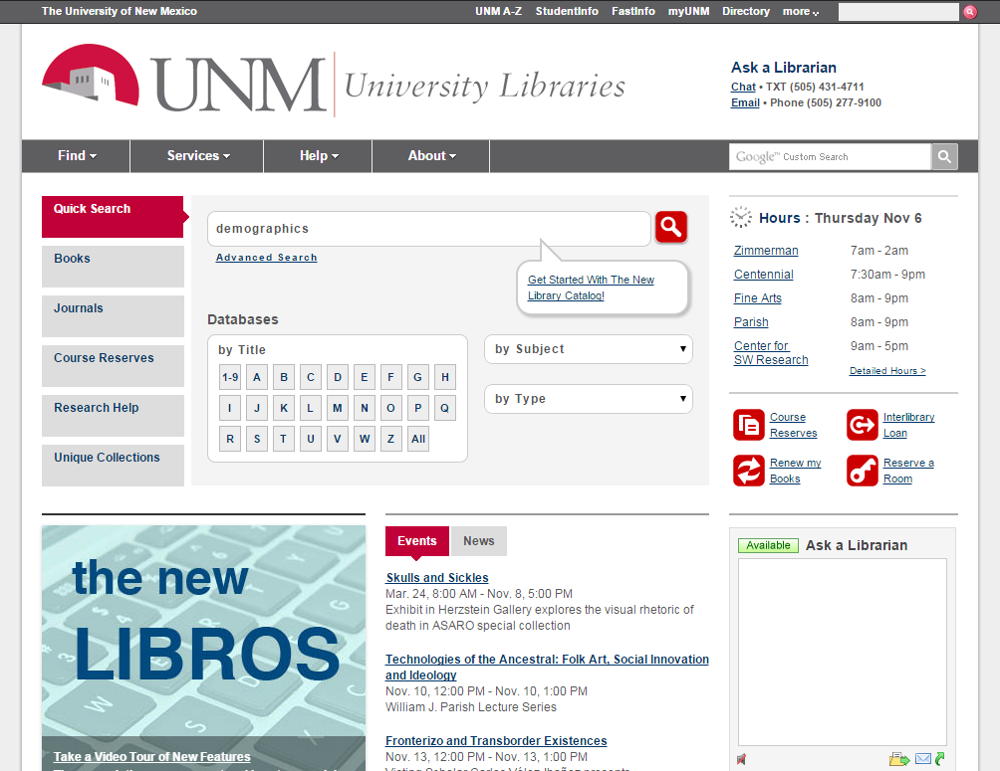 The University of New Mexico
UNM A-Z StudentInfo FastInfo myUNM Directory more
UNM University Libraries
Ask a Librarian
Chat • TXT (505) 431-4711
Email • Phone (505) 277-9100
Find Services Help About
Google™ Custom Search
Quick Search
Books
Journals
Course Reserves
Research Help
Unique Collections
demographics
Advanced Search
Get Started With The New
Library Catalog!
Databases
by Title
1-9 A B C D E F G H
I J K L M N O P Q
R S T U V W Z All
by Subject
by Type
Hours : Thursday Nov 6
Zimmerman 7am - 2am
Centennial 7:30am - 9pm
Fine Arts 8am - 9pm
Parish 8am - 9pm
Center for 9am - 5pm
SW Research
Detailed Hours >
Course
Reserves
Interlibrary
Loan
Renew my
Books
Reserve a
Room
the new
LIBROS
Take a Video Tour of New Features
Events News
Skulls and Sickles
Mar. 24, 8:00 AM - Nov. 8, 5:00 PM
Exhibit in Herzstein Gallery explores the visual rhetoric of
death in ASARO special collection
Technologies of the Ancestral: Folk Art, Social Innovation
and Ideology
Nov. 10, 12:00 PM - Nov. 10, 1:00 PM
William J. Parish Lecture Series
Fronterizo and Transborder Existences
Nov. 13, 12:00 PM - Nov. 13, 1:00 PM
Available Ask a Librarian